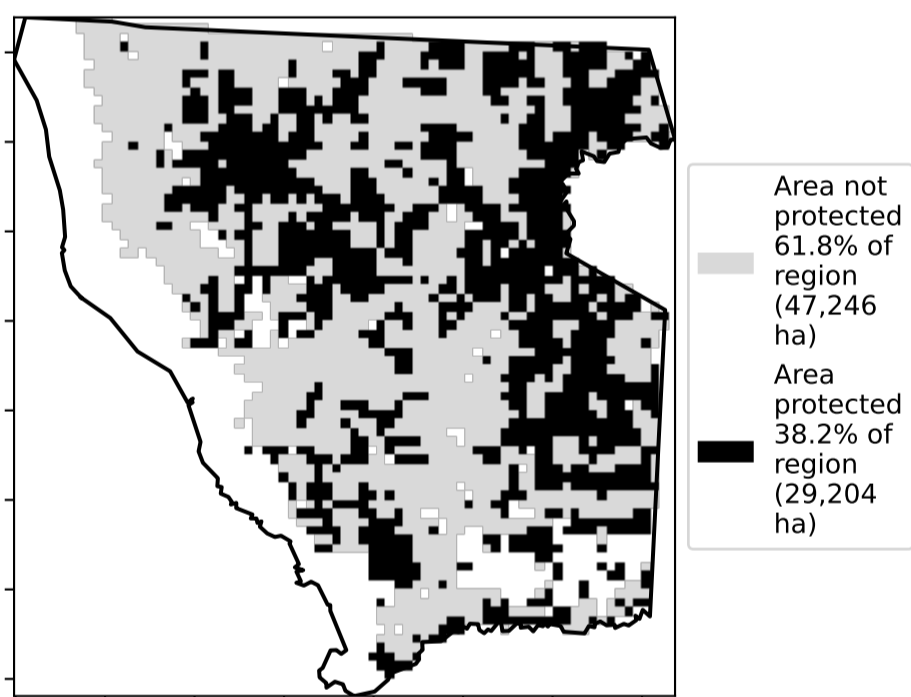 Area not
protected
61.8% of
region
(47,246
ha)
Area
protected
38.2% of
region
(29,204
ha)